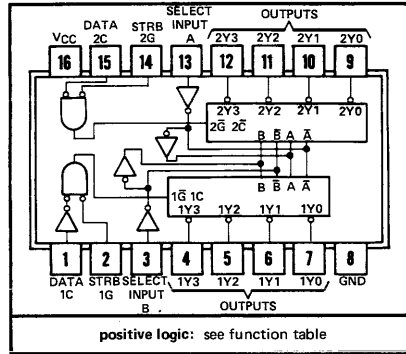 SELECT
DATA STRB INPUT OUTPUTS
VCC 2C 2G A 2Y3 2Y2 2Y1 2Y0
16 15 14 13 12 11 10 9
2Y3 2Y2 2Y1 2Y0
2G̅ 2C̅
B B̅ A A̅
B B̅ A A̅
1G̅ 1C
1Y3 1Y2 1Y1 1Y0
1 2 3 4 5 6 7 8
DATA STRB SELECT 1Y3 1Y2 1Y1 1Y0 GND
1C 1G INPUT OUTPUTS
B
positive logic: see function table